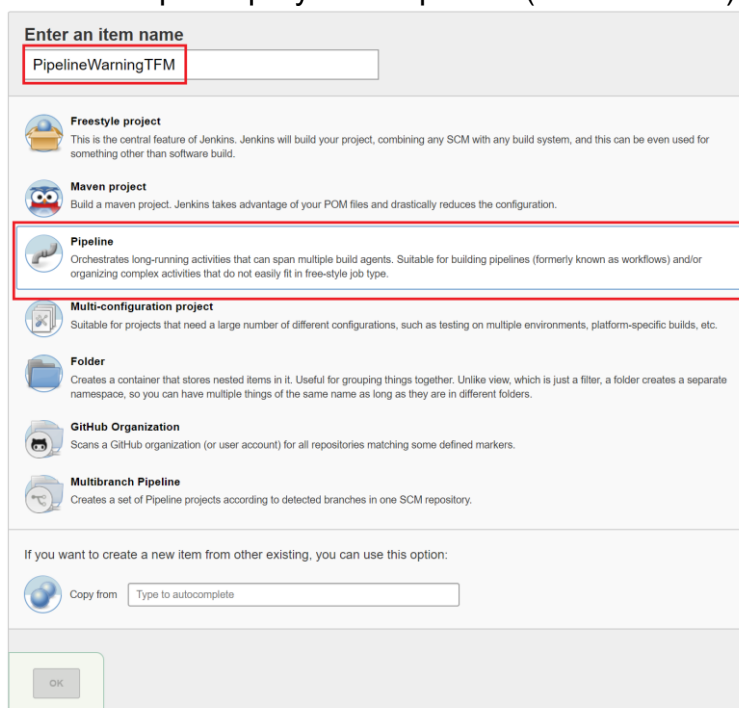 Enter an item name
PipelineWarningTFM
Freestyle project
This is the central feature of Jenkins. Jenkins will build your project, combining any SCM with any build system, and this can be even used for
something other than software build.
Maven project
Build a maven project. Jenkins takes advantage of your POM files and drastically reduces the configuration.
Pipeline
Orchestrates long-running activities that can span multiple build agents. Suitable for building pipelines (formerly known as workflows) and/or
organizing complex activities that do not easily fit in free-style job type.
Multi-configuration project
Suitable for projects that need a large number of different configurations, such as testing on multiple environments, platform-specific builds, etc.
Folder
Creates a container that stores nested items in it. Useful for grouping things together. Unlike view, which is just a filter, a folder creates a separate
namespace, so you can have multiple things of the same name as long as they are in different folders.
GitHub Organization
Scans a GitHub organization (or user account) for all repositories matching some defined markers.
Multibranch Pipeline
Creates a set of Pipeline projects according to detected branches in one SCM repository.
If you want to create a new item from other existing, you can use this option:
Copy from Type to autocomplete
OK